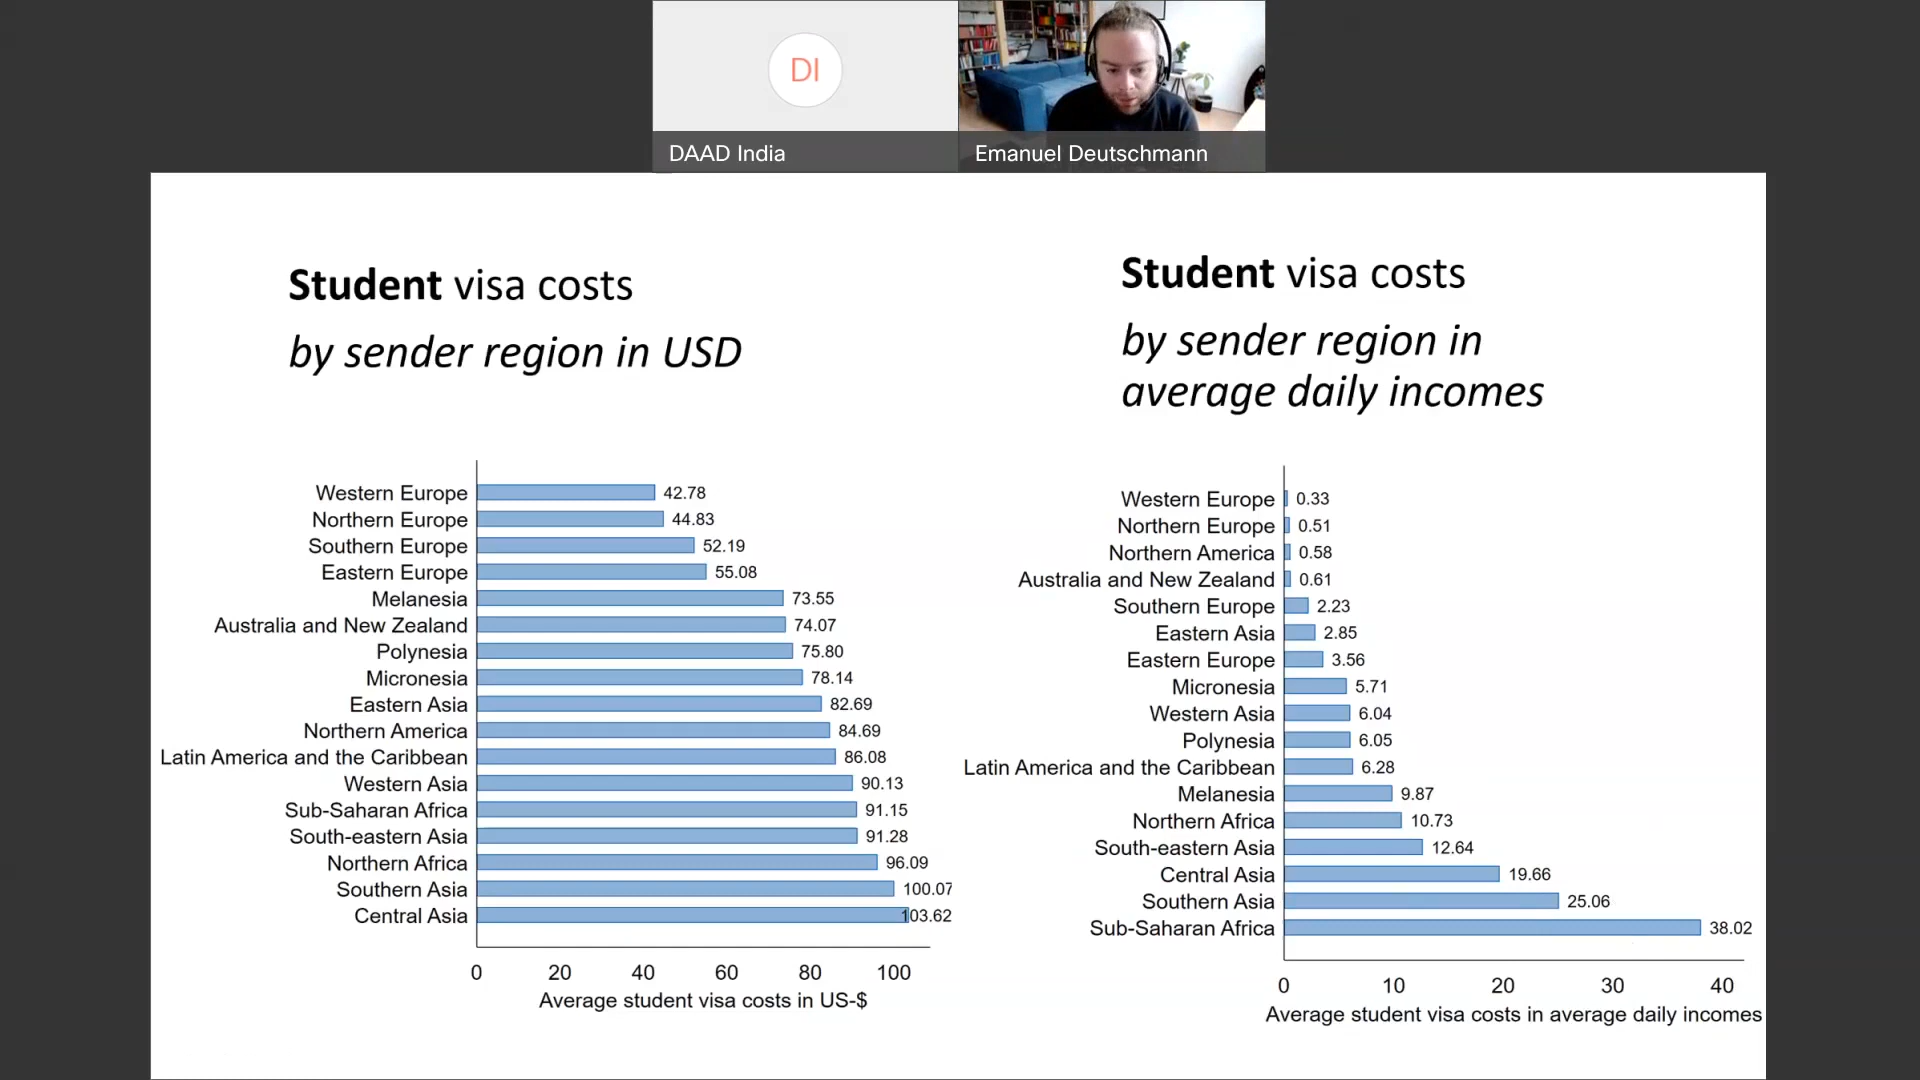 DI
DAAD India
Emanuel Deutschmann
Student visa costs
by sender region in USD
Western Europe 42.78
Northern Europe 44.83
Southern Europe 52.19
Eastern Europe 55.08
Melanesia 73.55
Australia and New Zealand 74.07
Polynesia 75.80
Micronesia 78.14
Eastern Asia 82.69
Northern America 84.69
Latin America and the Caribbean 86.08
Western Asia 90.13
Sub-Saharan Africa 91.15
South-eastern Asia 91.28
Northern Africa 96.09
Southern Asia 100.07
Central Asia 103.62
0 20 40 60 80 100
Average student visa costs in US-$
Student visa costs
by sender region in
average daily incomes
Western Europe 0.33
Northern Europe 0.51
Northern America 0.58
Australia and New Zealand 0.61
Southern Europe 2.23
Eastern Asia 2.85
Eastern Europe 3.56
Micronesia 5.71
Western Asia 6.04
Polynesia 6.05
Latin America and the Caribbean 6.28
Melanesia 9.87
Northern Africa 10.73
South-eastern Asia 12.64
Central Asia 19.66
Southern Asia 25.06
Sub-Saharan Africa 38.02
0 10 20 30 40
Average student visa costs in average daily incomes